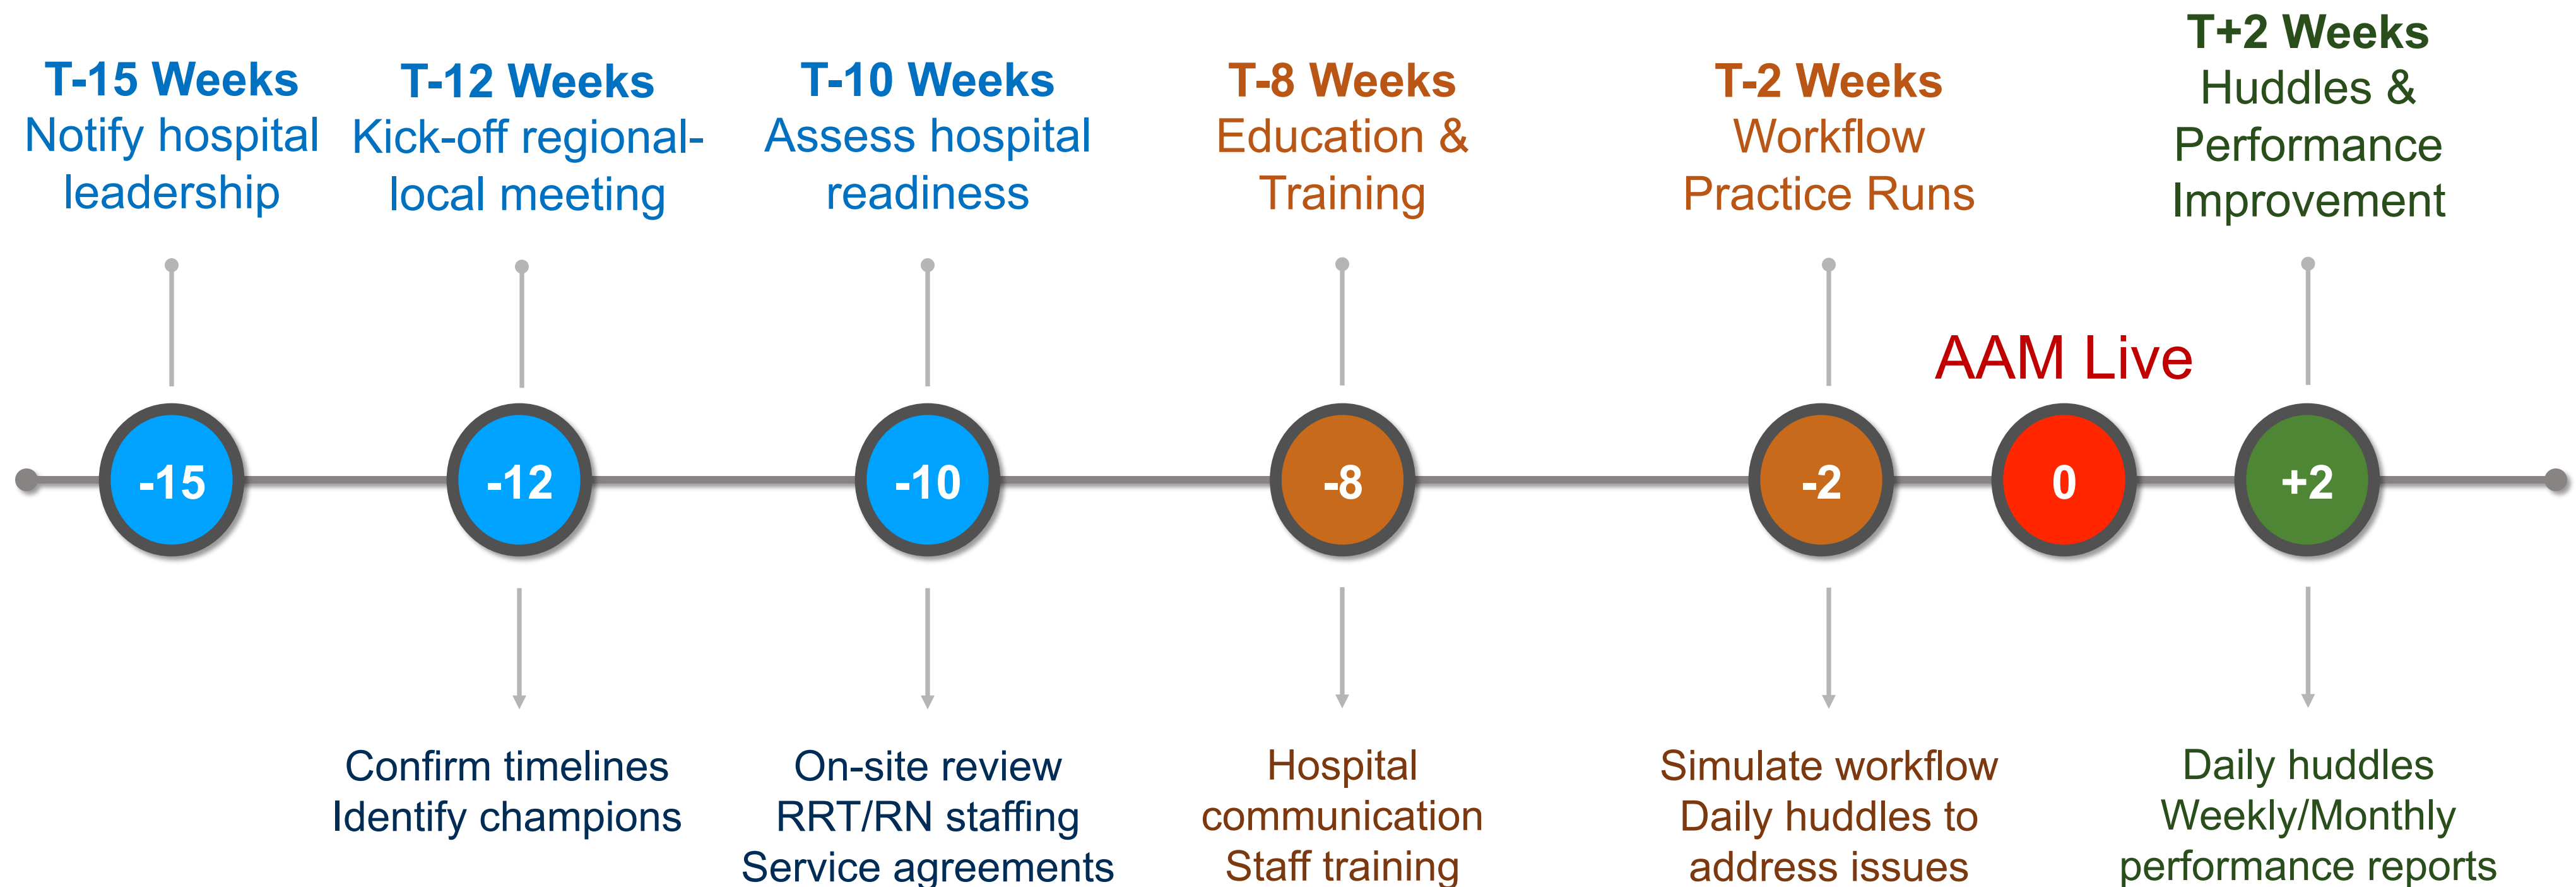 T-15 Weeks
Notify hospital
leadership
T-12 Weeks
Kick-off regional-
local meeting
T-10 Weeks
Assess hospital
readiness
T-8 Weeks
Education &
Training
T-2 Weeks
Workflow
Practice Runs
T+2 Weeks
Huddles &
Performance
Improvement
AAM Live
-15
-12
-10
-8
-2
0
+2
Confirm timelines
Identify champions
On-site review
RRT/RN staffing
Service agreements
Hospital
communication
Staff training
Simulate workflow
Daily huddles to
address issues
Daily huddles
Weekly/Monthly
performance reports